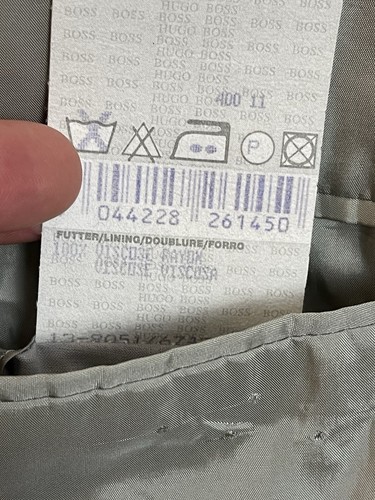 HUGO BOSS
400 11
P
044228 261450
FUTTER/LINING/DOUBLURE/FORRO
100% VISCOSE RAYON
VISCOSE VISCOSA